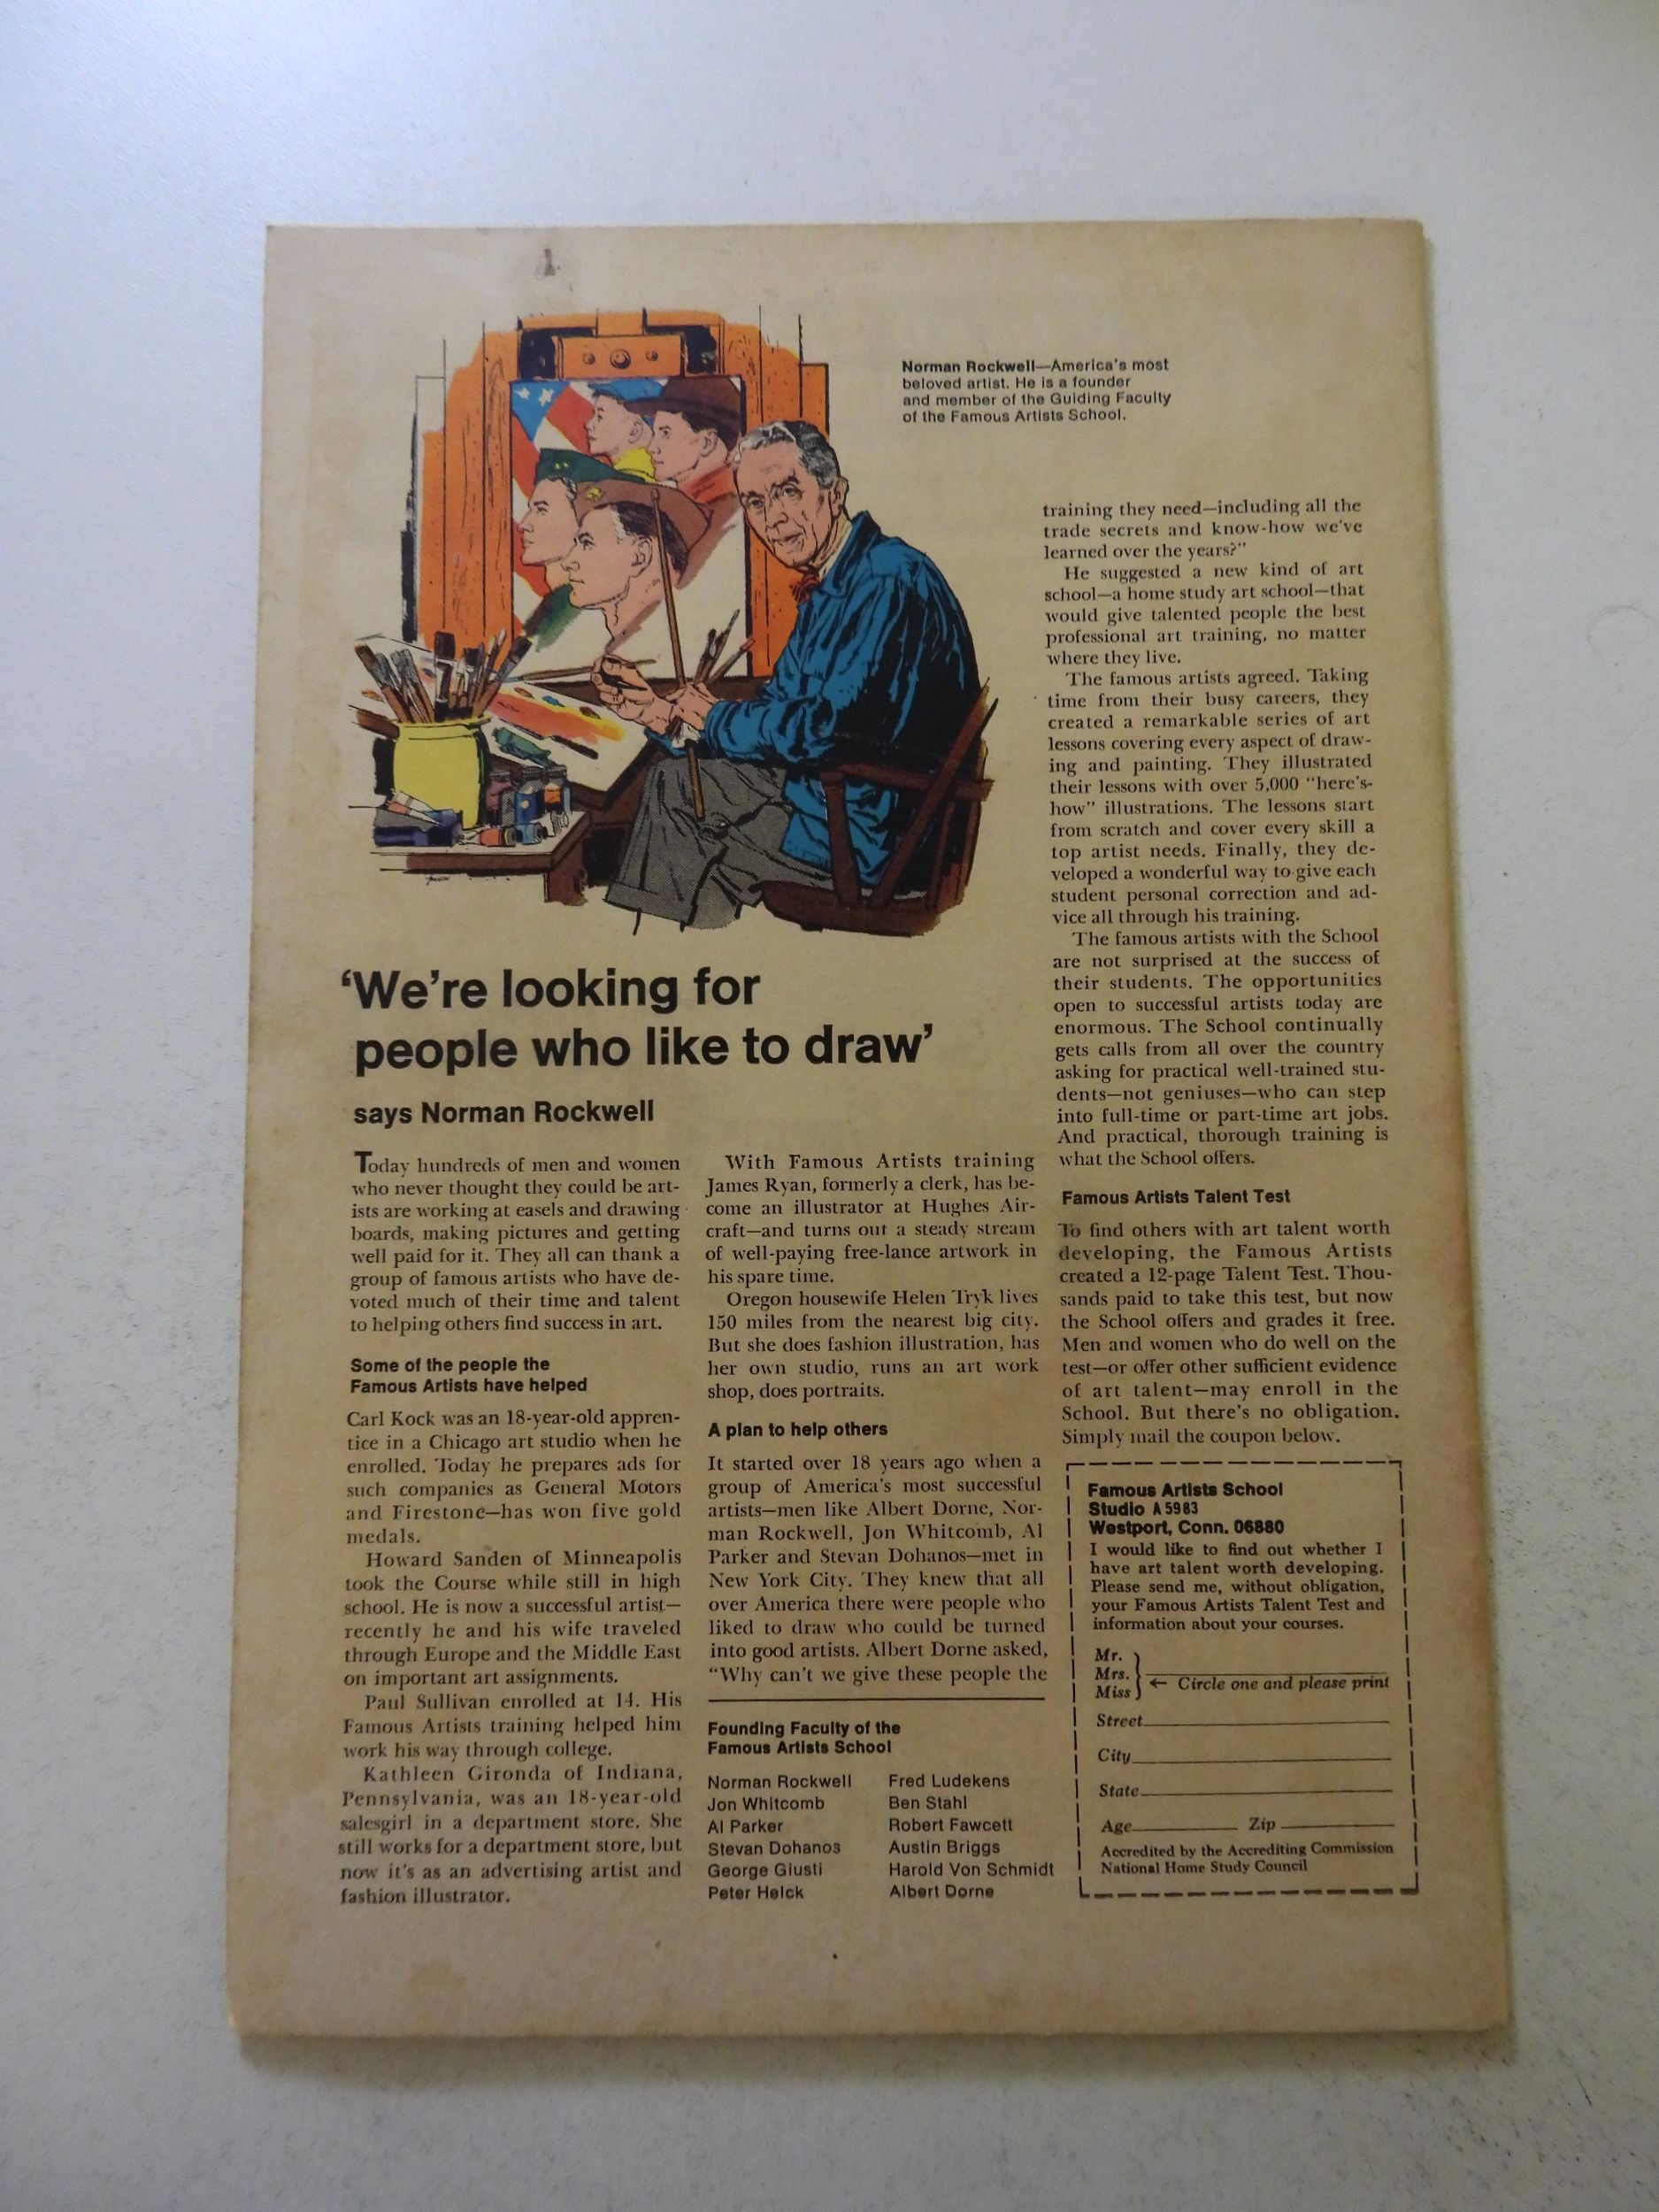 Norman Rockwell—America's most
beloved artist. He is a founder
and member of the Guiding Faculty
of the Famous Artists School.
'We're looking for
people who like to draw'
says Norman Rockwell
Today hundreds of men and women
who never thought they could be art-
ists are working at easels and drawing
boards, making pictures and getting
well paid for it. They all can thank a
group of famous artists who have de-
voted much of their time and talent
to helping others find success in art.
Some of the people the
Famous Artists have helped
Carl Kock was an 18-year-old appren-
tice in a Chicago art studio when he
enrolled. Today he prepares ads for
such companies as General Motors
and Firestone—has won five gold
medals.
Howard Sanden of Minneapolis
took the Course while still in high
school. He is now a successful artist—
recently he and his wife traveled
through Europe and the Middle East
on important art assignments.
Paul Sullivan enrolled at 14. His
Famous Artists training helped him
work his way through college.
Kathleen Gironda of Indiana,
Pennsylvania, was an 18-year-old
salesgirl in a department store. She
still works for a department store, but
now it's as an advertising artist and
fashion illustrator.
With Famous Artists training
James Ryan, formerly a clerk, has be-
come an illustrator at Hughes Air-
craft—and turns out a steady stream
of well-paying free-lance artwork in
his spare time.
Oregon housewife Helen Tryk lives
150 miles from the nearest big city.
But she does fashion illustration, has
her own studio, runs an art work
shop, does portraits.
A plan to help others
It started over 18 years ago when a
group of America's most successful
artists—men like Albert Dorne, Nor-
man Rockwell, Jon Whitcomb, Al
Parker and Stevan Dohanos—met in
New York City. They knew that all
over America there were people who
liked to draw who could be turned
into good artists. Albert Dorne asked,
"Why can't we give these people the
training they need—including all the
trade secrets and know-how we've
learned over the years?"
He suggested a new kind of art
school—a home study art school—that
would give talented people the best
professional art training, no matter
where they live.
The famous artists agreed. Taking
time from their busy careers, they
created a remarkable series of art
lessons covering every aspect of draw-
ing and painting. They illustrated
their lessons with over 5,000 "here's-
how" illustrations. The lessons start
from scratch and cover every skill a
top artist needs. Finally, they de-
veloped a wonderful way to give each
student personal correction and ad-
vice all through his training.
The famous artists with the School
are not surprised at the success of
their students. The opportunities
open to successful artists today are
enormous. The School continually
gets calls from all over the country
asking for practical well-trained stu-
dents—not geniuses—who can step
into full-time or part-time art jobs.
And practical, thorough training is
what the School offers.
Famous Artists Talent Test
To find others with art talent worth
developing, the Famous Artists
created a 12-page Talent Test. Thou-
sands paid to take this test, but now
the School offers and grades it free.
Men and women who do well on the
test—or offer other sufficient evidence
of art talent—may enroll in the
School. But there's no obligation.
Simply mail the coupon below.
Founding Faculty of the
Famous Artists School
Norman Rockwell
Jon Whitcomb
Al Parker
Stevan Dohanos
George Giusti
Peter Helck
Fred Ludekens
Ben Stahl
Robert Fawcett
Austin Briggs
Harold Von Schmidt
Albert Dorne
Famous Artists School
Studio A5983
Westport, Conn. 06880
I would like to find out whether I
have art talent worth developing.
Please send me, without obligation,
your Famous Artists Talent Test and
information about your courses.
Mr.
Mrs.
Miss
← Circle one and please print
Street
City
State
Age Zip
Accredited by the Accrediting Commission
National Home Study Council